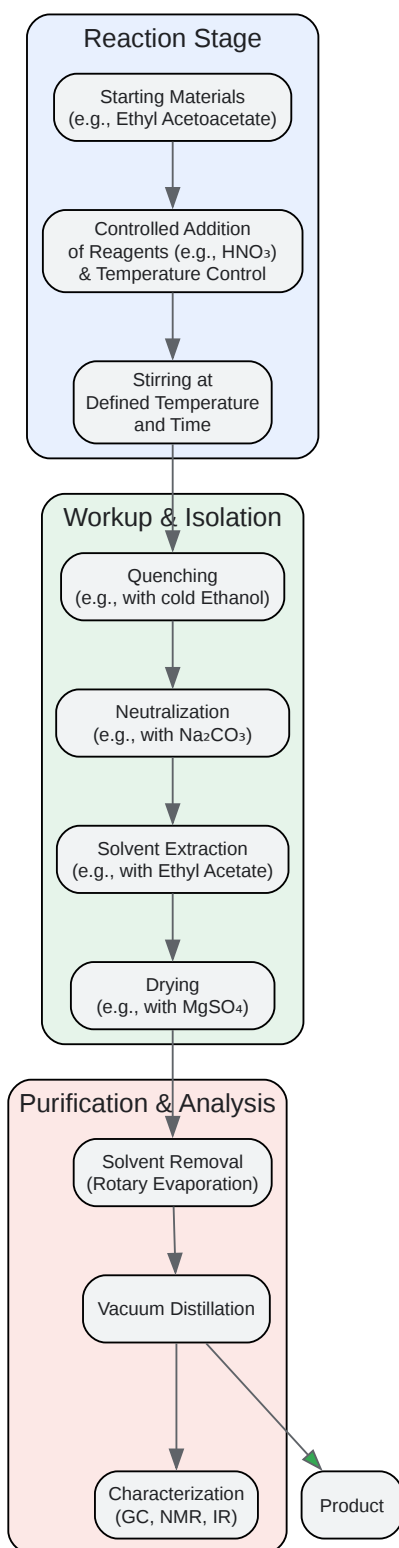 Reaction Stage
Starting Materials
(e.g., Ethyl Acetoacetate)
Controlled Addition
of Reagents (e.g., HNO₃)
& Temperature Control
Stirring at
Defined Temperature
and Time
Workup & Isolation
Quenching
(e.g., with cold Ethanol)
Neutralization
(e.g., with Na₂CO₃)
Solvent Extraction
(e.g., with Ethyl Acetate)
Drying
(e.g., with MgSO₄)
Purification & Analysis
Solvent Removal
(Rotary Evaporation)
Vacuum Distillation
Characterization
(GC, NMR, IR)
Product